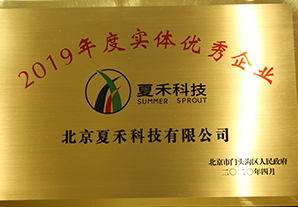 2019年度实体优秀企业
夏禾科技
SUMMER SPROUT
北京夏禾科技有限公司
北京市门头沟区人民政府
二〇二〇年四月